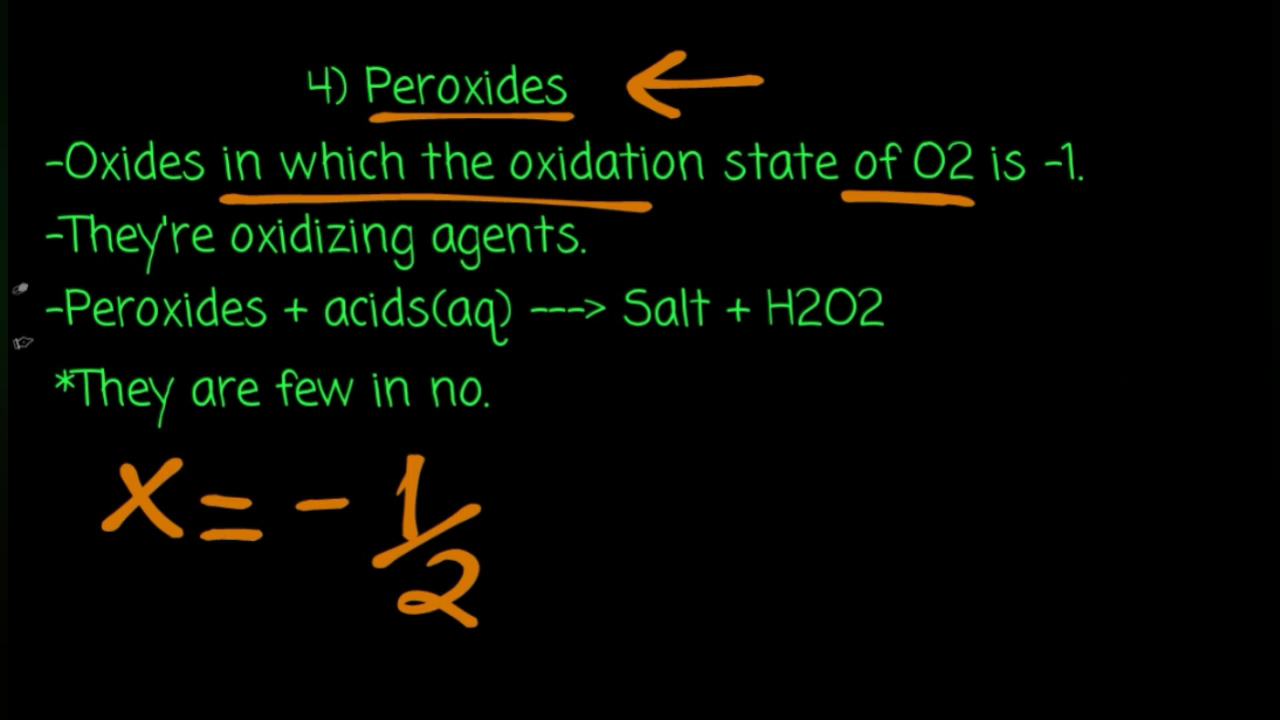 4) Peroxides
-Oxides in which the oxidation state of O2 is -1.
-They're oxidizing agents.
-Peroxides + acids(aq) ---> Salt + H2O2
*They are few in no.
x = - 1/2